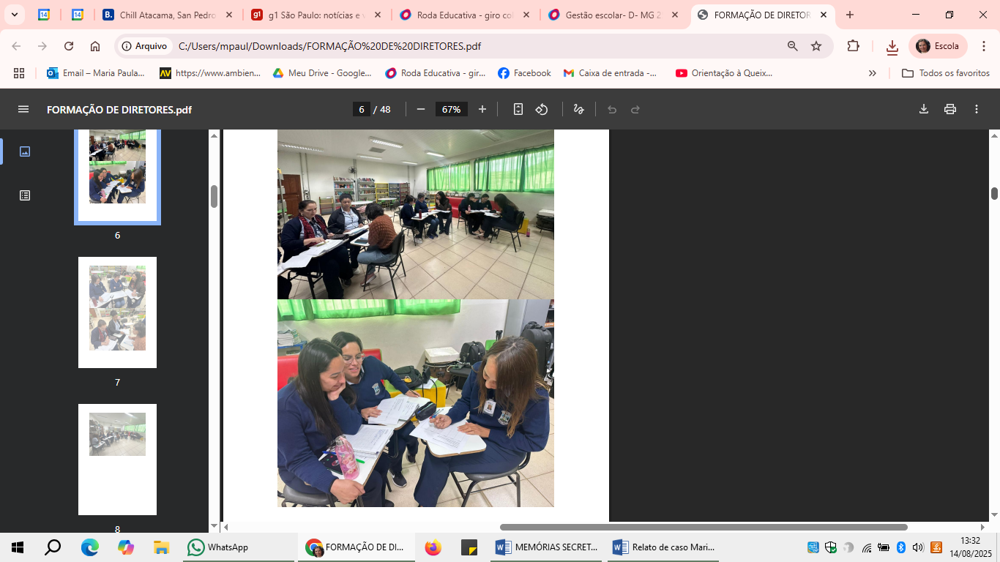 Chill Atacama, San Pedro
g1 São Paulo: notícias e v
Roda Educativa - giro col
Gestão escolar- D- MG 2
FORMAÇÃO DE DIRETOR
Arquivo
C:/Users/mpaul/Downloads/FORMAÇÃO%20DE%20DIRETORES.pdf
Escola
Email – Maria Paula...
https://www.ambien...
Meu Drive - Google...
Roda Educativa - gir...
Facebook
Caixa de entrada -...
Orientação à Queix...
Todos os favoritos
FORMAÇÃO DE DIRETORES.pdf
6 / 48
67%
6
7
8
WhatsApp
FORMAÇÃO DE DI...
MEMÓRIAS SECRET...
Relato de caso Mari...
13:32
14/08/2025